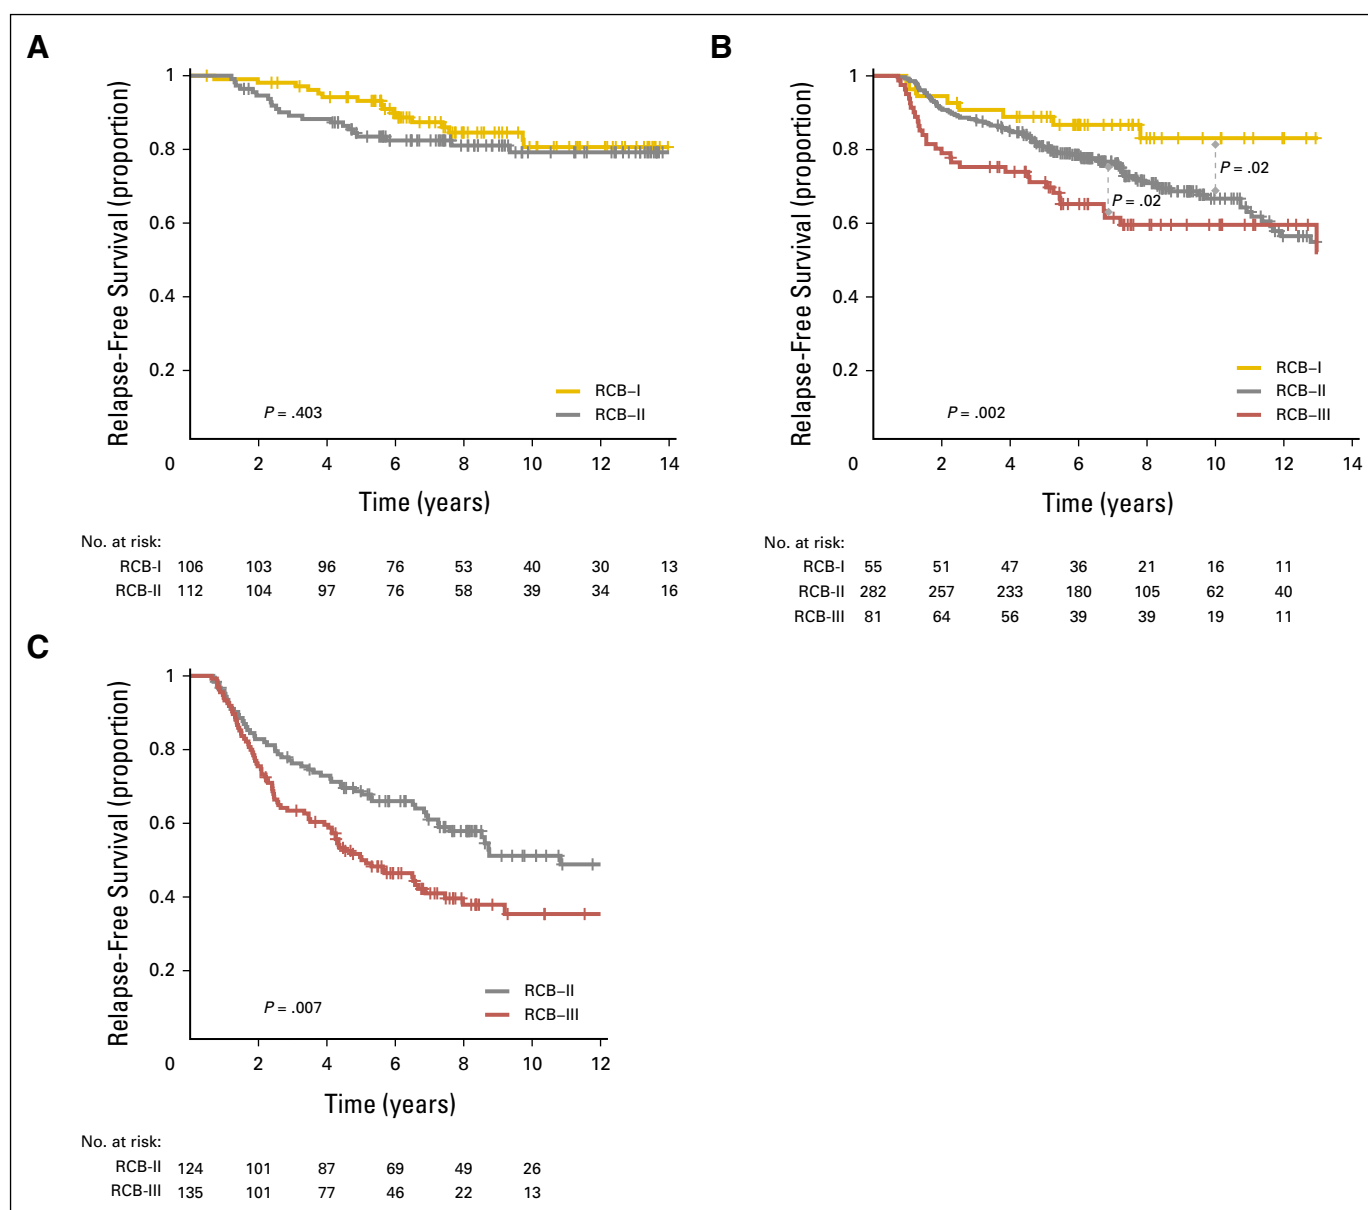 A
Relapse-Free Survival (proportion)
1
0.8
0.6
0.4
0.2
RCB–I
RCB–II
P = .403
0 2 4 6 8 10 12 14
Time (years)
No. at risk:
RCB-I 106 103 96 76 53 40 30 13
RCB-II 112 104 97 76 58 39 34 16
B
Relapse-Free Survival (proportion)
1
0.8
0.6
0.4
0.2
P = .02
P = .02
RCB–I
RCB–II
RCB–III
P = .002
0 2 4 6 8 10 12 14
Time (years)
No. at risk:
RCB-I 55 51 47 36 21 16 11
RCB-II 282 257 233 180 105 62 40
RCB-III 81 64 56 39 39 19 11
C
Relapse-Free Survival (proportion)
1
0.8
0.6
0.4
0.2
RCB–II
RCB–III
P = .007
0 2 4 6 8 10 12
Time (years)
No. at risk:
RCB-II 124 101 87 69 49 26
RCB-III 135 101 77 46 22 13